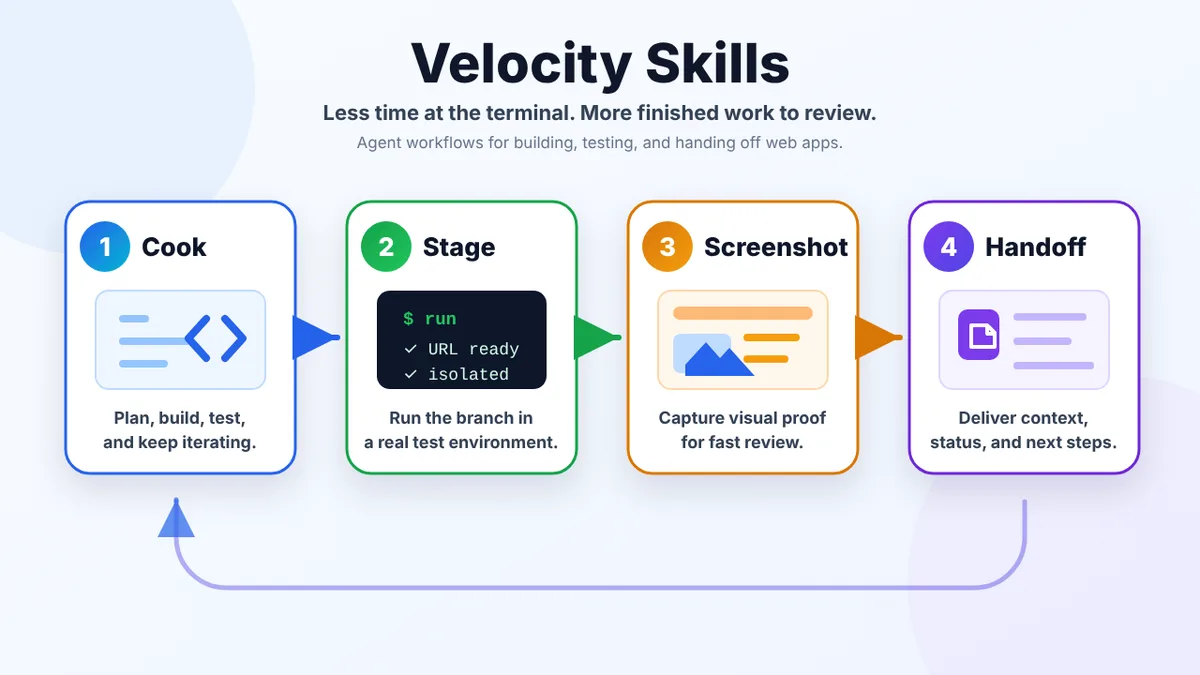 Velocity Skills
Less time at the terminal. More finished work to review.
Agent workflows for building, testing, and handing off web apps.
1 Cook
Plan, build, test,
and keep iterating.
2 Stage
$ run
✓ URL ready
✓ isolated
Run the branch in
a real test environment.
3 Screenshot
Capture visual proof
for fast review.
4 Handoff
Deliver context,
status, and next steps.